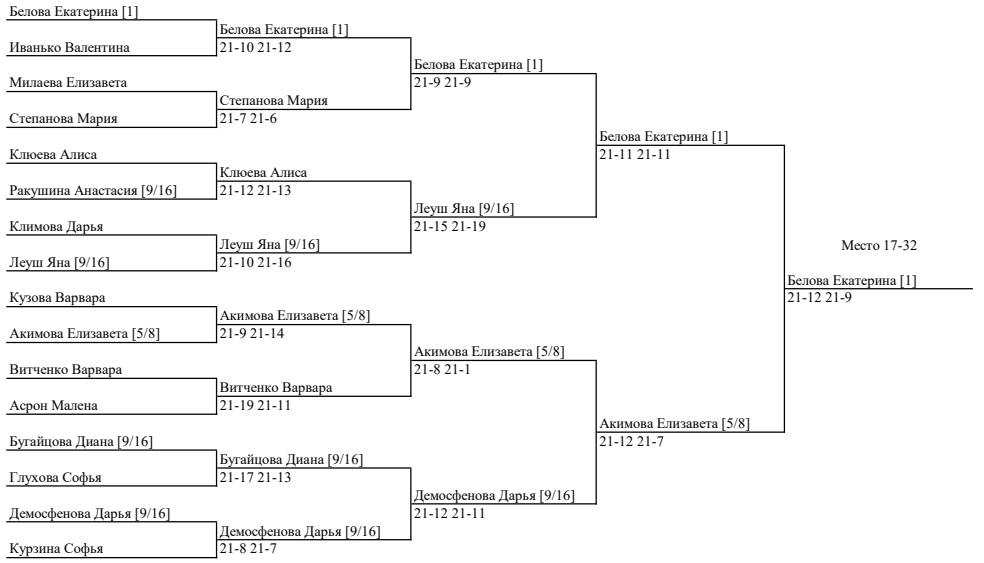 Белова Екатерина [1]
Иванько Валентина
Милаева Елизавета
Степанова Мария
Клюева Алиса
Ракушина Анастасия [9/16]
Климова Дарья
Леуш Яна [9/16]
Кузова Варвара
Акимова Елизавета [5/8]
Витченко Варвара
Асрон Малена
Бугайцова Диана [9/16]
Глухова Софья
Демосфенова Дарья [9/16]
Курзина Софья
Белова Екатерина [1]
21-10 21-12
Степанова Мария
21-7 21-6
Клюева Алиса
21-12 21-13
Леуш Яна [9/16]
21-10 21-16
Акимова Елизавета [5/8]
21-9 21-14
Витченко Варвара
21-19 21-11
Бугайцова Диана [9/16]
21-17 21-13
Демосфенова Дарья [9/16]
21-8 21-7
Белова Екатерина [1]
21-9 21-9
Леуш Яна [9/16]
21-15 21-19
Акимова Елизавета [5/8]
21-8 21-1
Демосфенова Дарья [9/16]
21-12 21-11
Белова Екатерина [1]
21-11 21-11
Акимова Елизавета [5/8]
21-12 21-7
Место 17-32
Белова Екатерина [1]
21-12 21-9